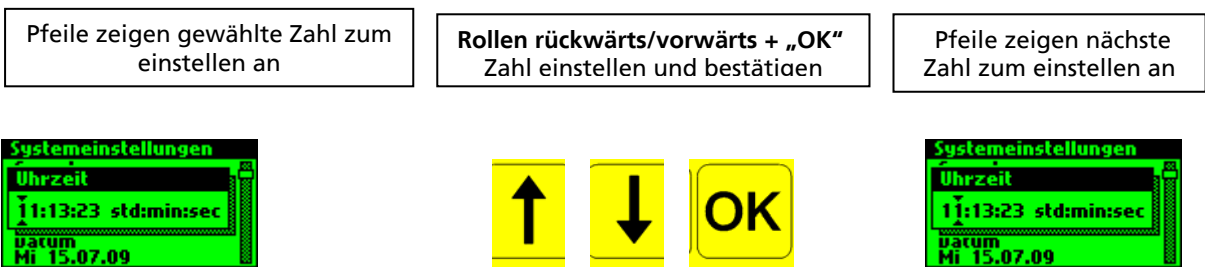 Pfeile zeigen gewählte Zahl zum
einstellen an
Rollen rückwärts/vorwärts + „OK“
Zahl einstellen und bestätigen
Pfeile zeigen nächste
Zahl zum einstellen an
Systemeinstellungen
Uhrzeit
11:13:23 std:min:sec
Datum
Mi 15.07.09
OK
Systemeinstellungen
Uhrzeit
11:13:23 std:min:sec
Datum
Mi 15.07.09